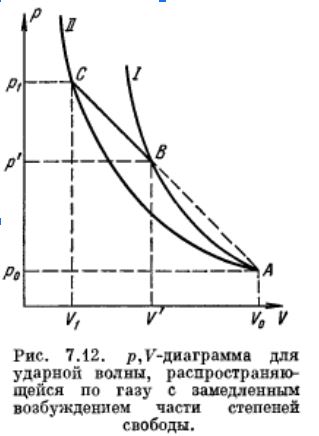 p
II
I
C
p₁
p'
B
p₀
A
V₁
V'
V₀
V
Рис. 7.12. p,V-диаграмма для
ударной волны, распространяю-
щейся по газу с замедленным
возбуждением части степеней
свободы.